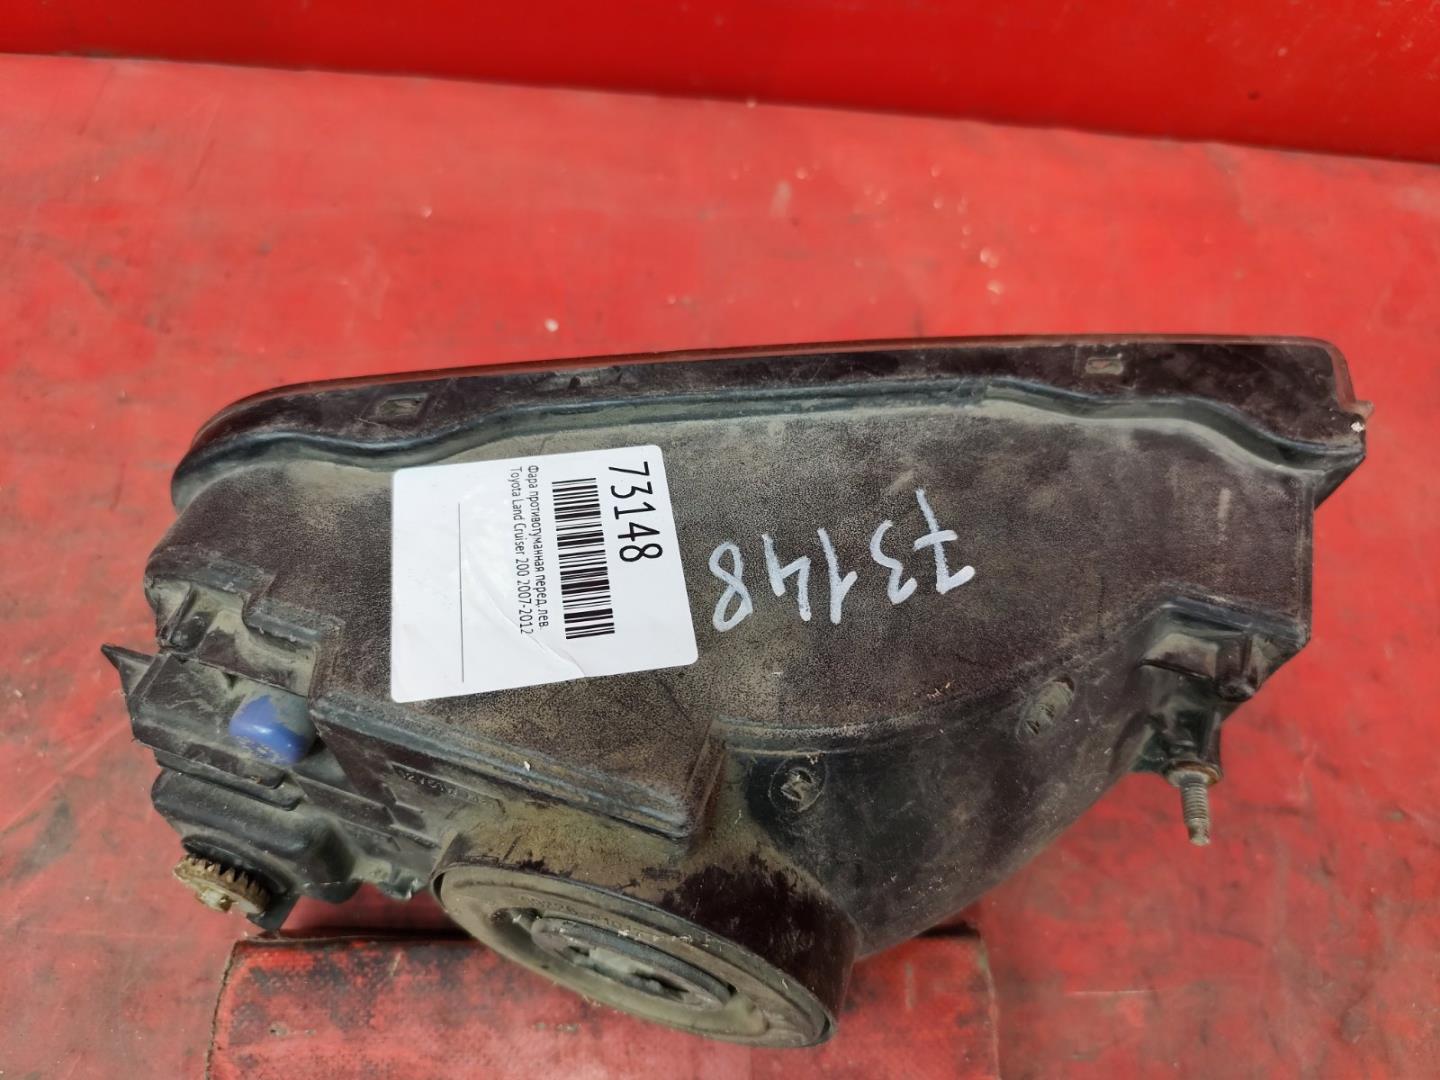 73148
Фара противотуманная перед. лев.
Toyota Land Cruiser 200 2007-2012
73148